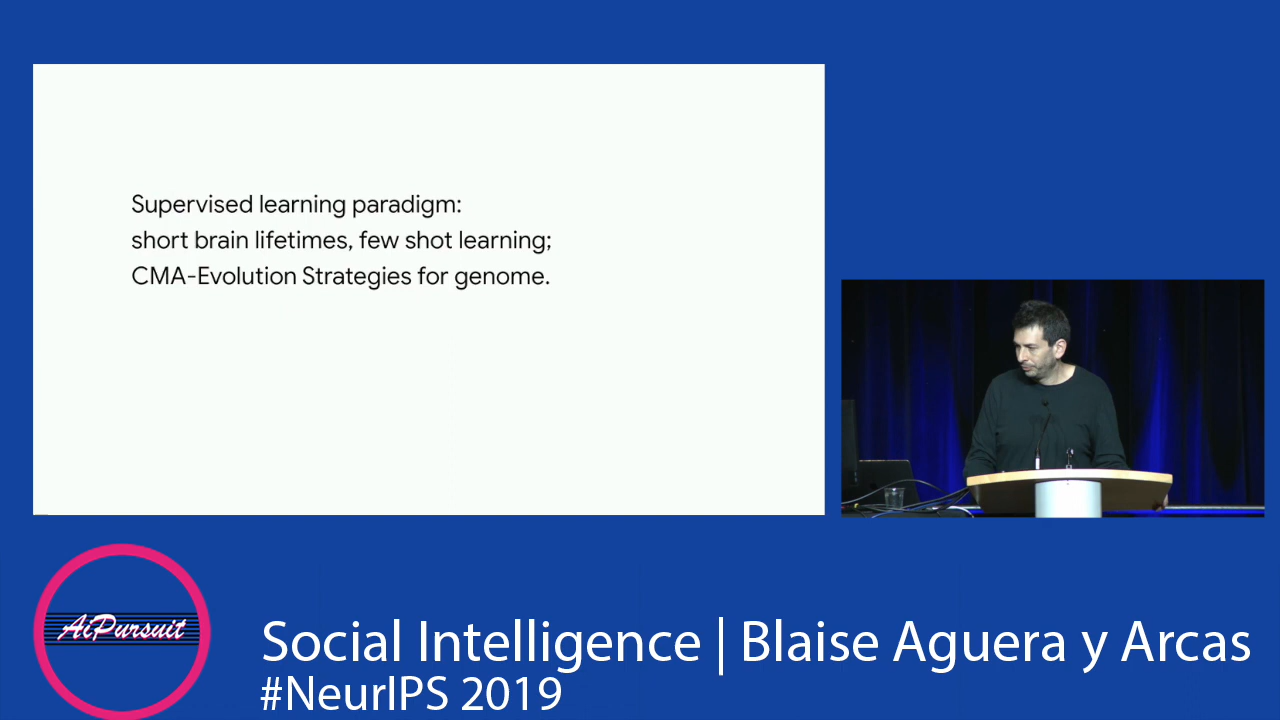 Supervised learning paradigm:
short brain lifetimes, few shot learning;
CMA-Evolution Strategies for genome.
AiPursuit
Social Intelligence | Blaise Aguera y Arcas
#NeurIPS 2019